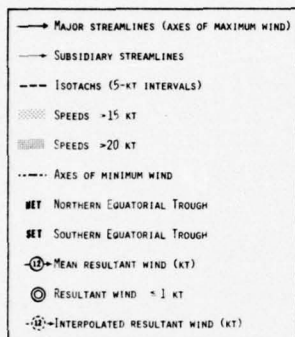 MAJOR STREAMLINES (AXES OF MAXIMUM WIND)
SUBSIDIARY STREAMLINES
ISOTACHS (5-KT INTERVALS)
SPEEDS >15 KT
SPEEDS >20 KT
AXES OF MINIMUM WIND
NET NORTHERN EQUATORIAL TROUGH
SET SOUTHERN EQUATORIAL TROUGH
12 MEAN RESULTANT WIND (KT)
RESULTANT WIND ≤ 1 KT
12 INTERPOLATED RESULTANT WIND (KT)